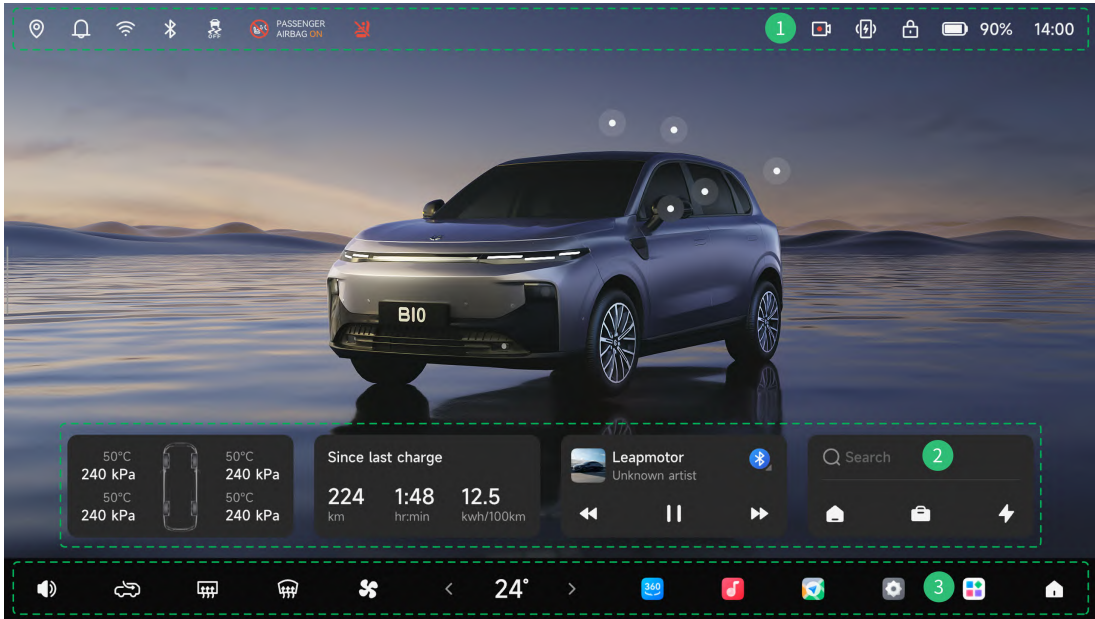 OFF
PASSENGER
AIRBAG ON
1
90%
14:00
B10
50°C
240 kPa
50°C
240 kPa
50°C
240 kPa
50°C
240 kPa
Since last charge
224
km
1:48
hr:min
12.5
kwh/100km
Leapmotor
Unknown artist
Search
2
24°
360
3